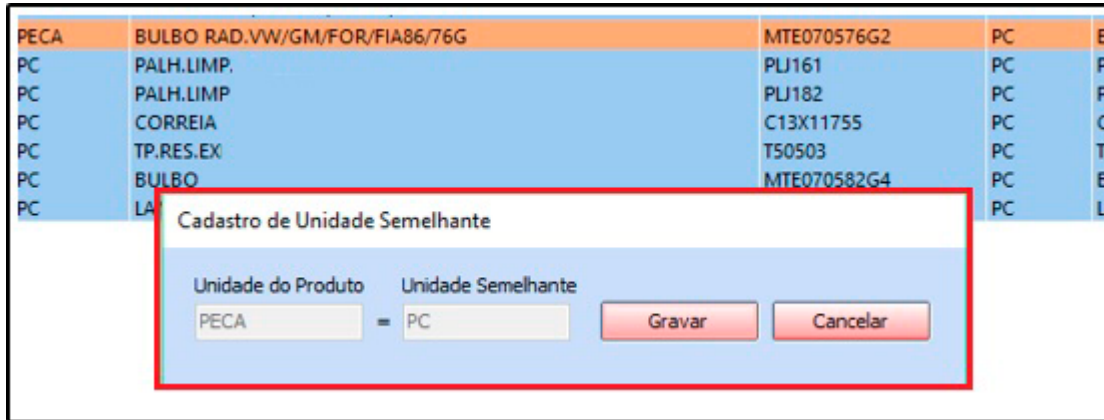 PECA BULBO RAD.VW/GM/FOR/FIA86/76G MTE070576G2 PC
PC PALH.LIMP. PLJ161 PC
PC PALH.LIMP PLJ182 PC
PC CORREIA C13X11755 PC
PC TP.RES.EX T50503 PC
PC BULBO MTE070582G4 PC
PC PC
Cadastro de Unidade Semelhante
Unidade do Produto Unidade Semelhante
PECA = PC Gravar Cancelar